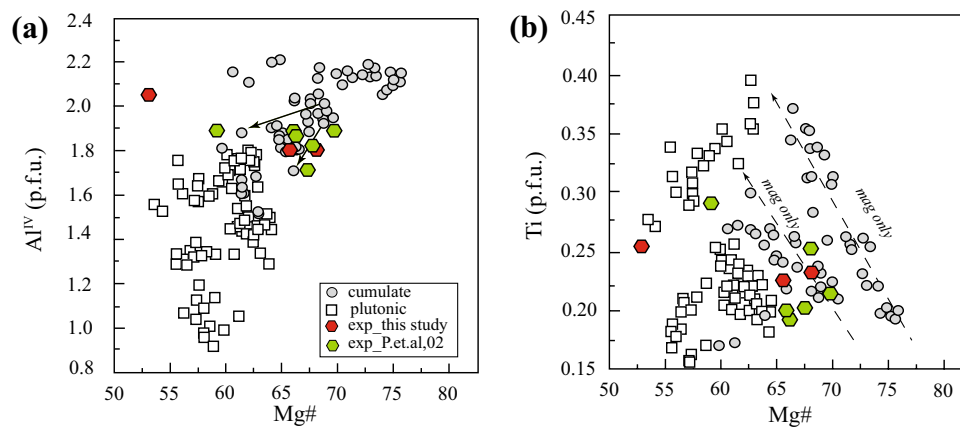 (a)
Al^IV (p.f.u.)
2.4
2.2
2.0
1.8
1.6
1.4
1.2
1.0
0.8
50 55 60 65 70 75 80
Mg#
cumulate
plutonic
exp_this study
exp_P.et.al,02
(b)
Ti (p.f.u.)
0.45
0.40
0.35
0.30
0.25
0.20
0.15
50 55 60 65 70 75 80
Mg#
mag only
mag only